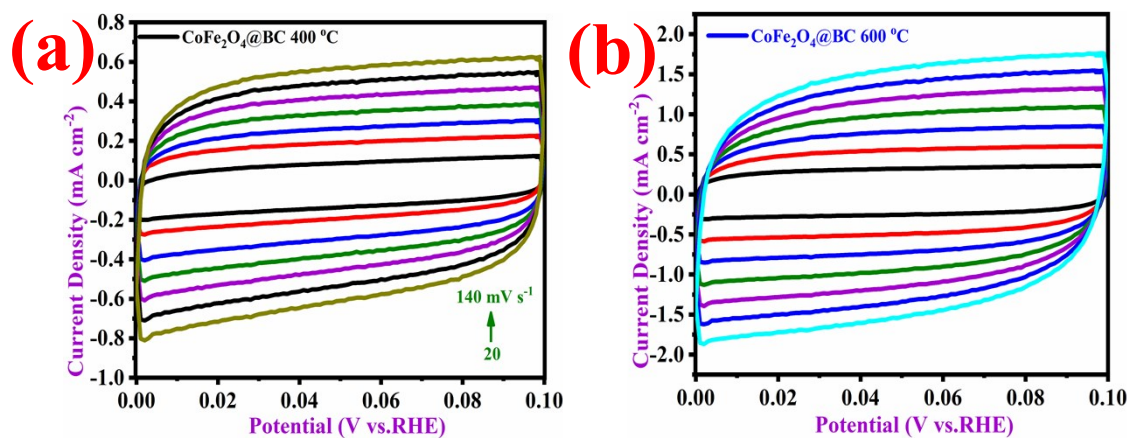 (a)
CoFe₂O₄@BC 400 °C
Current Density (mA cm⁻²)
0.8
0.6
0.4
0.2
0.0
-0.2
-0.4
-0.6
-0.8
-1.0
140 mV s⁻¹
20
0.00 0.02 0.04 0.06 0.08 0.10
Potential (V vs.RHE)
(b)
CoFe₂O₄@BC 600 °C
Current Density (mA cm⁻²)
2.0
1.5
1.0
0.5
0.0
-0.5
-1.0
-1.5
-2.0
0.00 0.02 0.04 0.06 0.08 0.10
Potential (V vs.RHE)